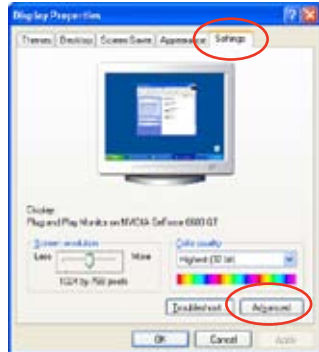 Display Properties
Themes Desktop Screen Saver Appearance Settings
Display:
Plug and Play Monitor on NVIDIA GeForce 6600 GT
Screen resolution
Color quality
Less More
Highest (32 bit)
1024 by 768 pixels
Troubleshoot... Advanced
OK Cancel Apply